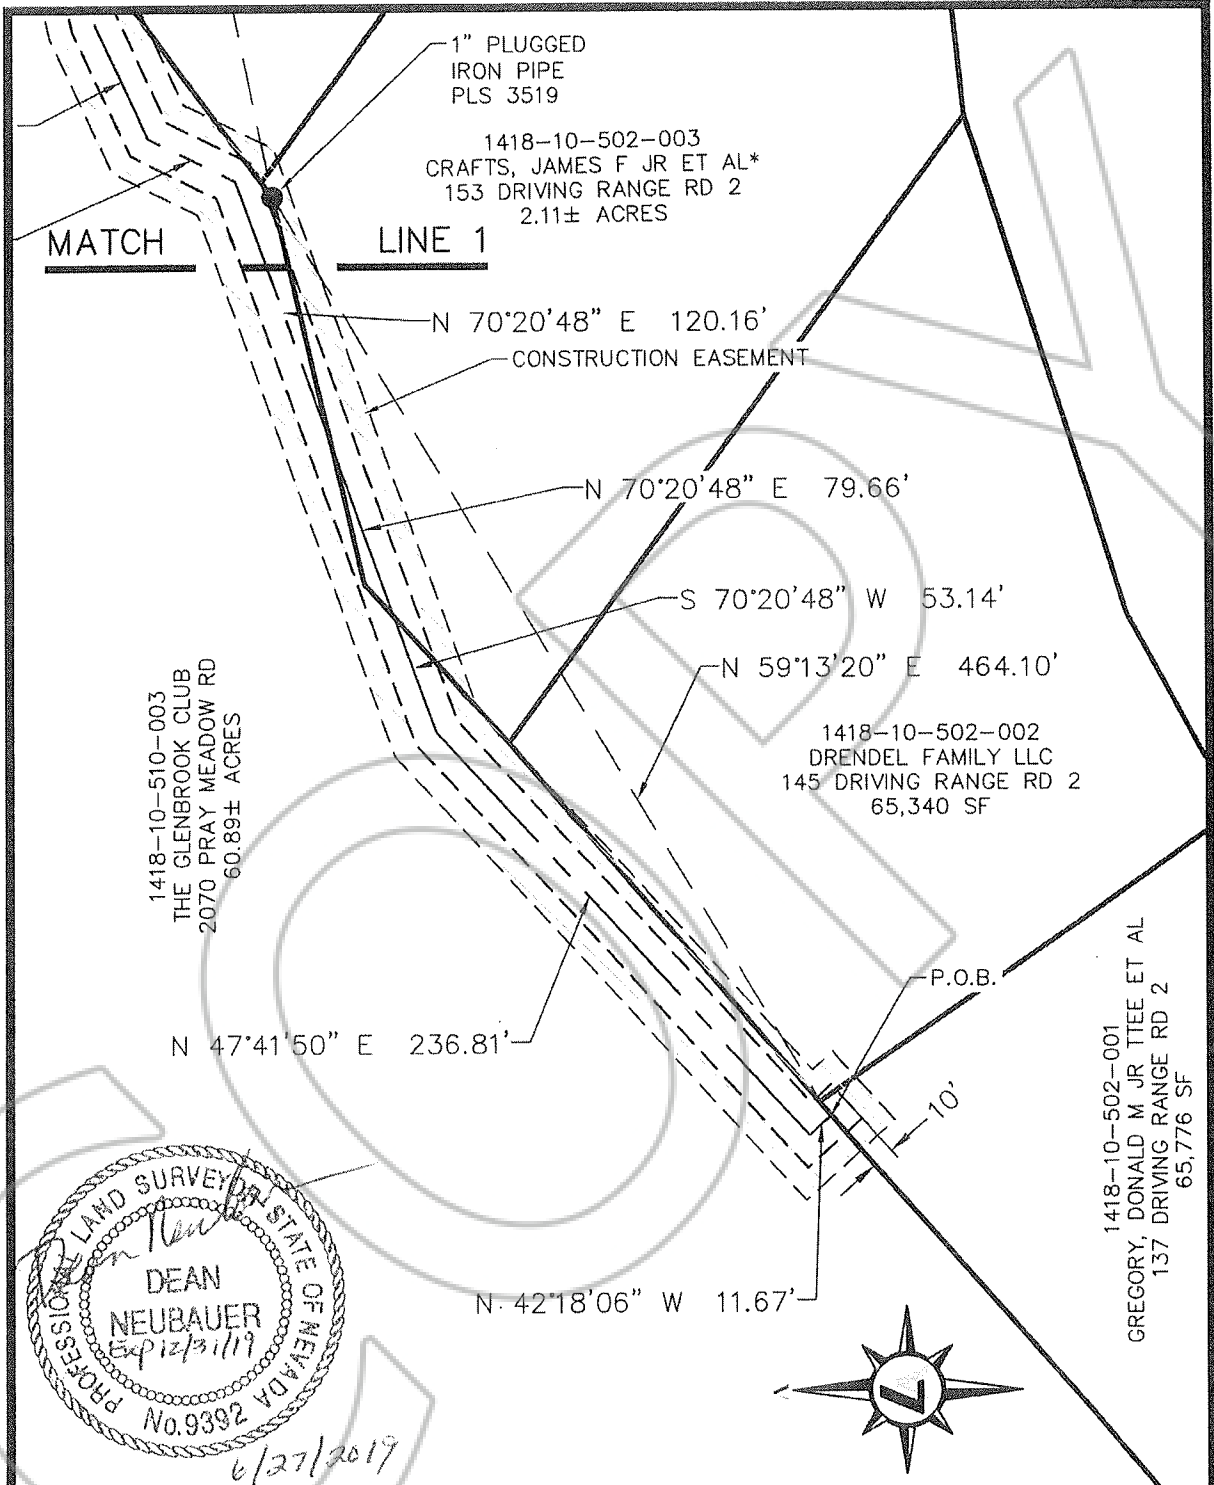 1" PLUGGED
IRON PIPE
PLS 3519
1418-10-502-003
CRAFTS, JAMES F JR ET AL*
153 DRIVING RANGE RD 2
2.11± ACRES
MATCH LINE 1
N 70°20'48" E 120.16'
CONSTRUCTION EASEMENT
N 70°20'48" E 79.66'
S 70°20'48" W 53.14'
N 59°13'20" E 464.10'
1418-10-502-002
DRENDEL FAMILY LLC
145 DRIVING RANGE RD 2
65,340 SF
1418-10-510-003
THE GLENBROOK CLUB
2070 PRAY MEADOW RD
60.89± ACRES
P.O.B.
N 47°41'50" E 236.81'
10'
1418-10-502-001
GREGORY, DONALD M JR TTEE ET AL
137 DRIVING RANGE RD 2
65,776 SF
N 42°18'06" W 11.67'
PROFESSIONAL LAND SURVEYOR STATE OF NEVADA
Dean Neubauer
DEAN
NEUBAUER
Exp 12/31/19
No. 9392
6/27/2019
COPY